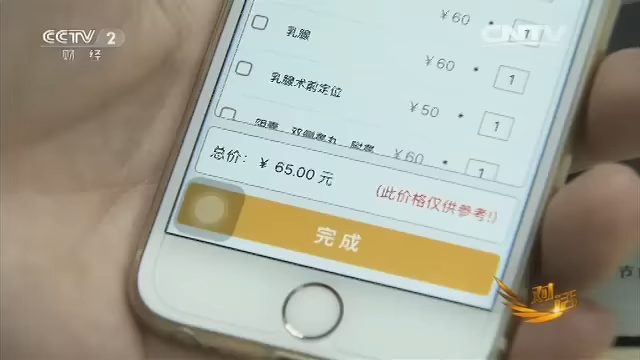 CCTV 2
财经
CNTV
¥60
1
乳腺
¥60
1
乳腺术前定位
¥50
1
¥60
1
总价: ¥ 65.00 元
(此价格仅供参考!)
完成
对话